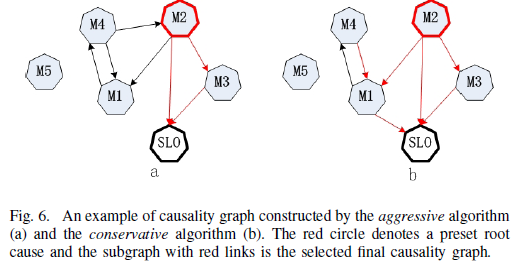 M4 M2 M4 M2
M5 M3 M5 M3
M1 M1
SLO SLO
a b
Fig. 6. An example of causality graph constructed by the aggressive algorithm
(a) and the conservative algorithm (b). The red circle denotes a preset root
cause and the subgraph with red links is the selected final causality graph.